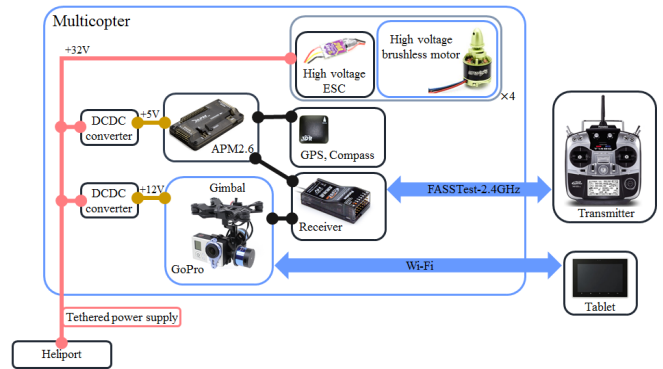 Multicopter
+32V
High voltage
ESC
High voltage
brushless motor
×4
DCDC
converter
+5V
APM2.6
GPS, Compass
DCDC
converter
+12V
Gimbal
GoPro
Receiver
FASSTest-2.4GHz
Transmitter
Wi-Fi
Tablet
Tethered power supply
Heliport